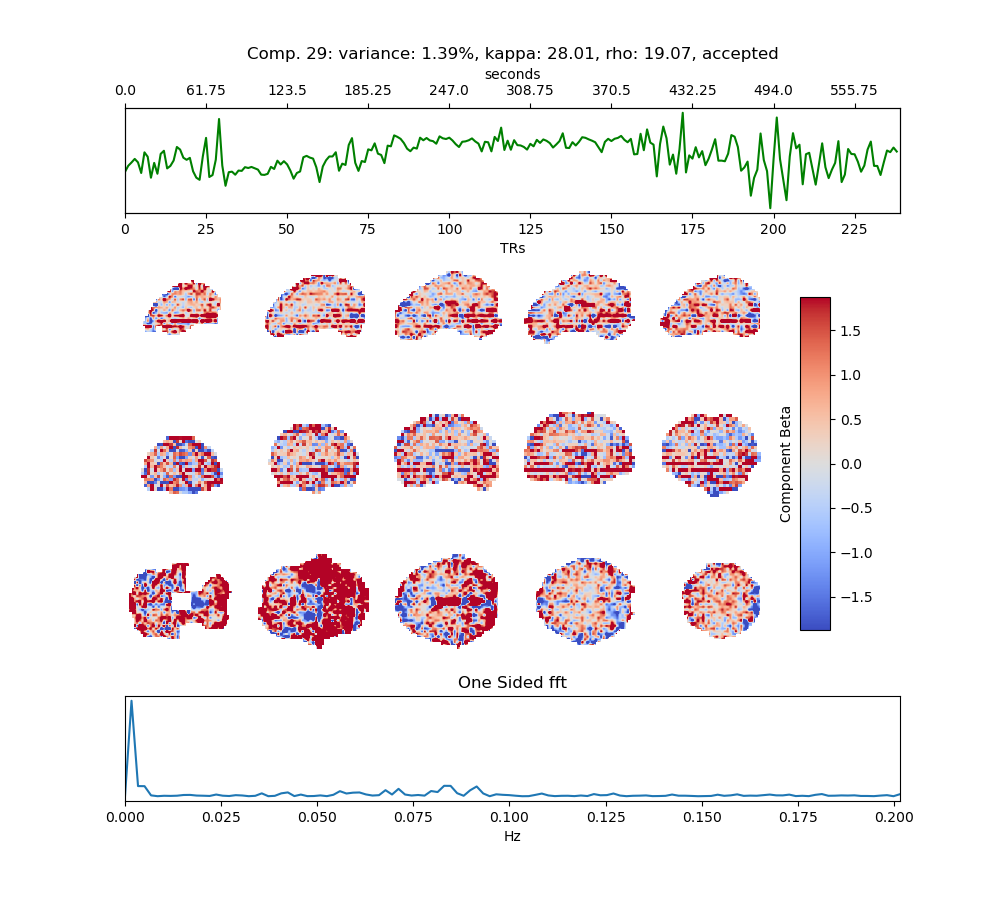 Comp. 29: variance: 1.39%, kappa: 28.01, rho: 19.07, accepted
seconds
0.0 61.75 123.5 185.25 247.0 308.75 370.5 432.25 494.0 555.75
0 25 50 75 100 125 150 175 200 225
TRs
1.5
1.0
0.5
0.0
−0.5
−1.0
−1.5
Component Beta
One Sided fft
0.000 0.025 0.050 0.075 0.100 0.125 0.150 0.175 0.200
Hz